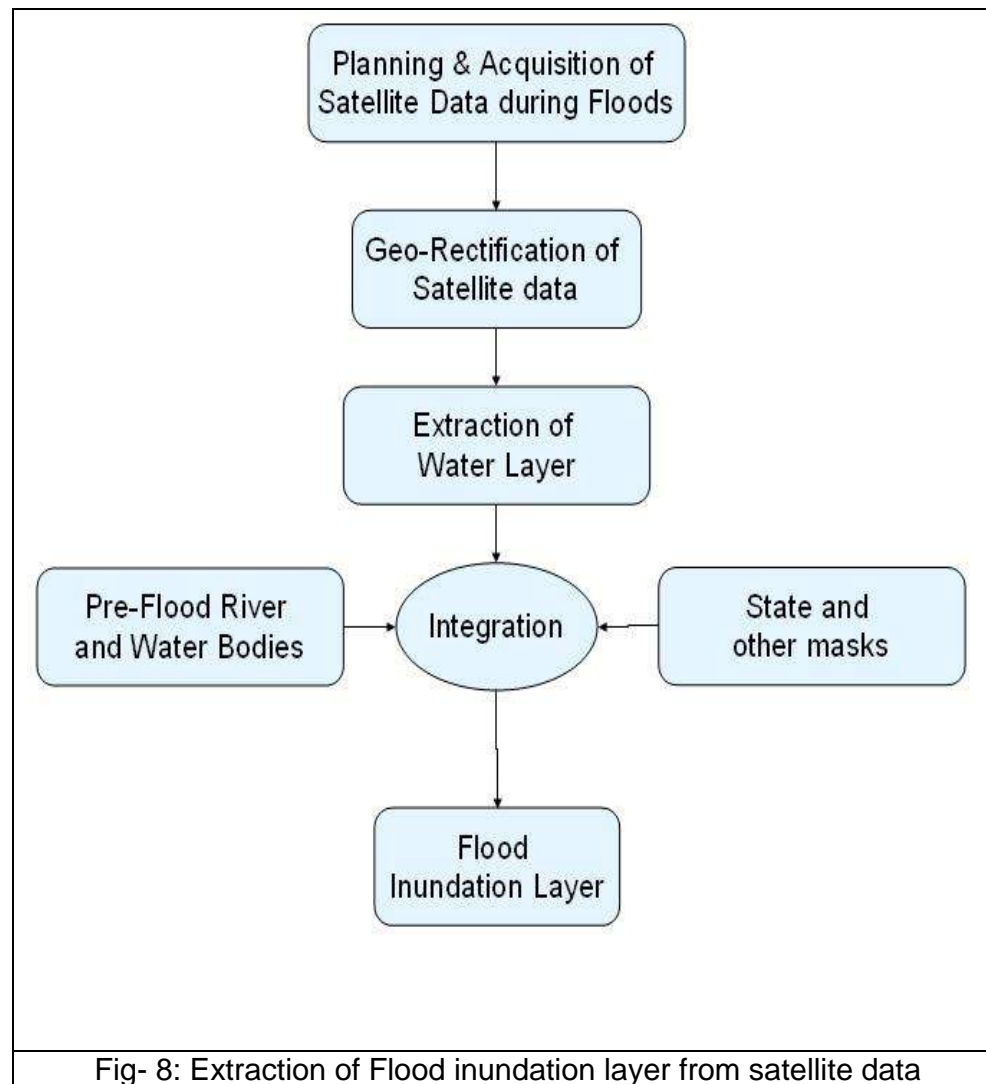 Planning & Acquisition of
Satellite Data during Floods
Geo-Rectification of
Satellite data
Extraction of
Water Layer
Pre-Flood River
and Water Bodies
Integration
State and
other masks
Flood
Inundation Layer
Fig- 8: Extraction of Flood inundation layer from satellite data